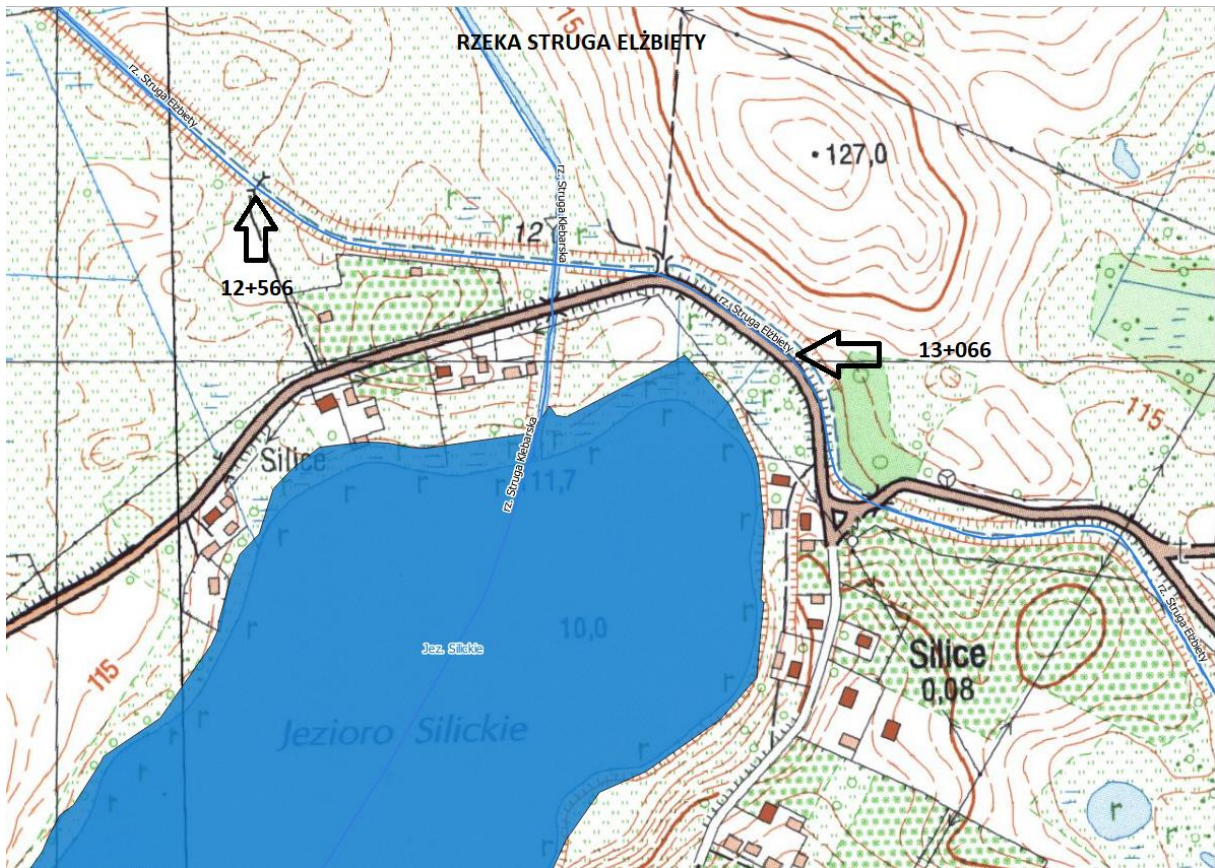 115
RZEKA STRUGA ELŻBIETY
rz. Struga Elżbiety
127,0
rz. Struga Klebarska
r
r
12
r
12+566
rz. Struga Elżbiety
13+066
r
r
115
Silice
r
r
r
r
r
11,7
r
rz. Struga Klebarska
r
r
r
10,0
Jez. Silickie
rz. Struga Elżbiety
Silice
0,08
115
r
Jezioro Silickie
r
r
r
r
r